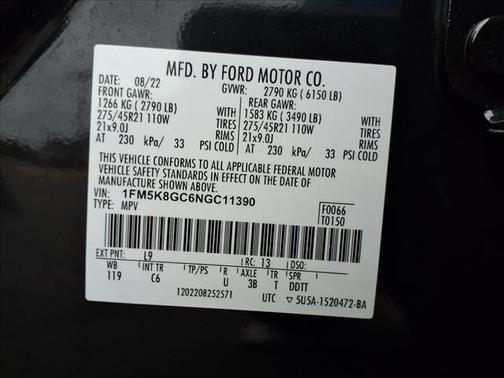 MFD. BY FORD MOTOR CO.
DATE: 08/22 GVWR: 2790 KG ( 6150 LB)
FRONT GAWR: REAR GAWR:
1266 KG ( 2790 LB) 1583 KG ( 3490 LB)
275/45R21 110W TIRES 275/45R21 110W TIRES
21x9.0J RIMS 21x9.0J RIMS
AT 230 kPa/ 33 PSI COLD AT 230 kPa/ 33 PSI COLD
THIS VEHICLE CONFORMS TO ALL APPLICABLE FEDERAL MOTOR
VEHICLE SAFETY STANDARDS IN EFFECT ON THE DATE OF
MANUFACTURE SHOWN ABOVE.
VIN: 1FM5K8GC6NGC11390 F0066
TYPE: MPV T0150
EXT PNT: L9 RC: 13 DSO:
WB INT TR TP/PS R AXLE TR
119 C6 U 3B T DDTT
1202208252571 UTC 5U5A-1520472-BA